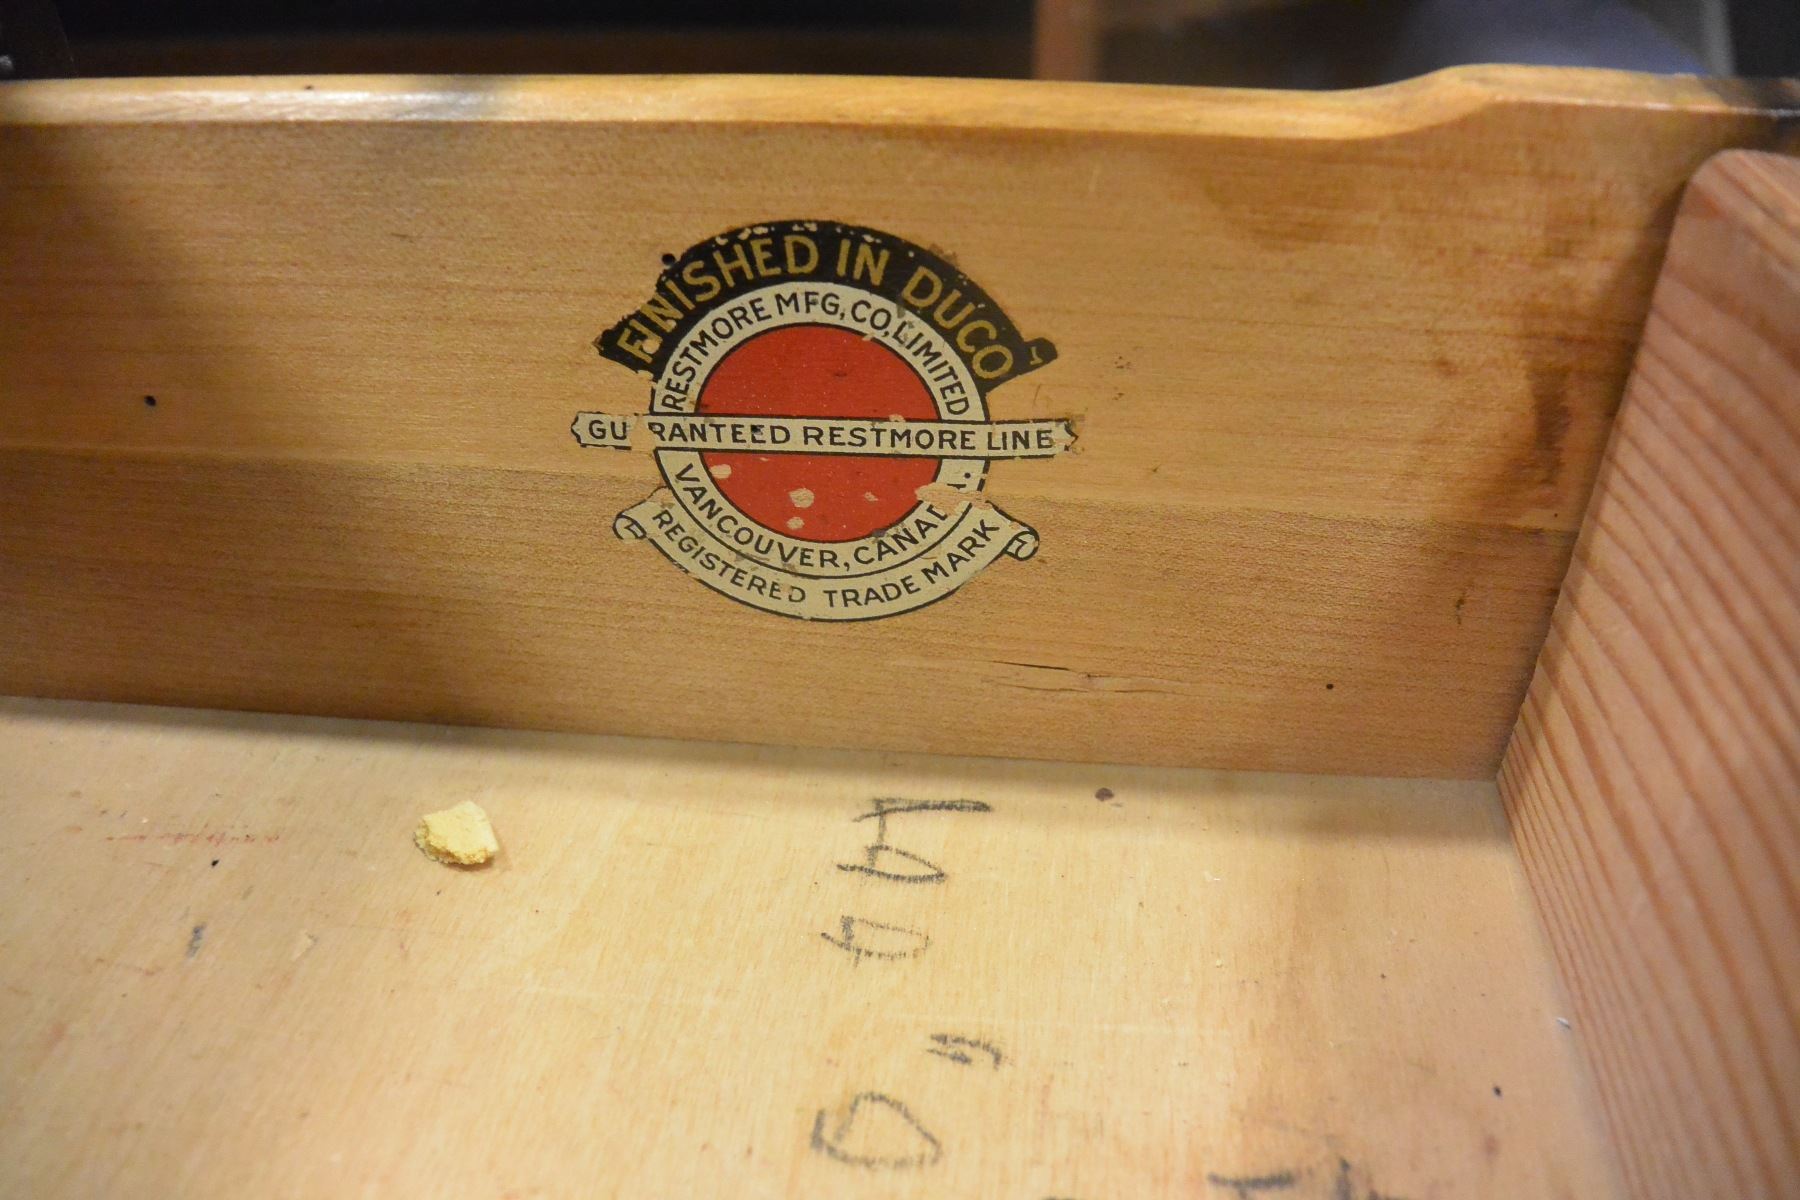 FINISHED IN DUCO
RESTMORE MFG, CO, LIMITED
GU RANTEED RESTMORE LINE
VANCOUVER, CANAD A.
REGISTERED TRADE MARK